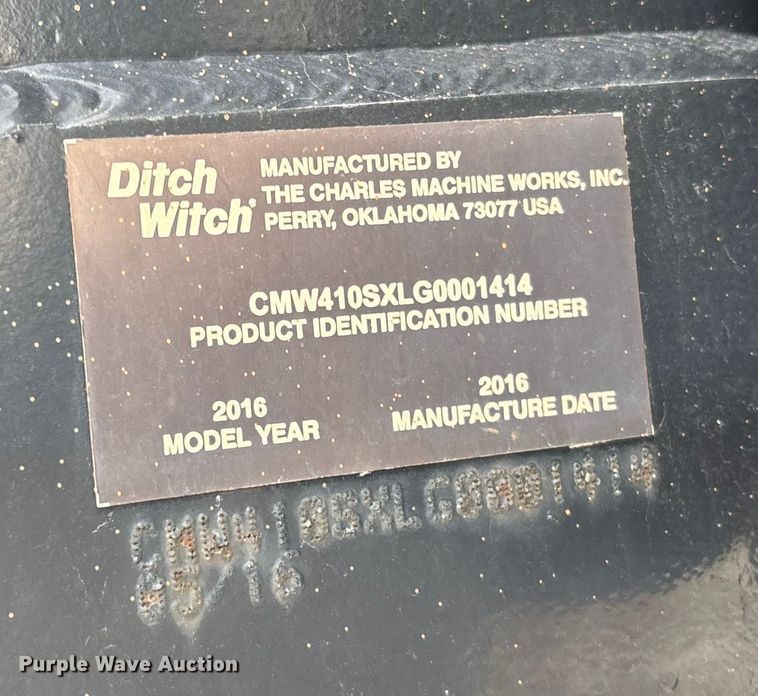 Ditch Witch®
MANUFACTURED BY
THE CHARLES MACHINE WORKS, INC.
PERRY, OKLAHOMA 73077 USA
CMW410SXLG0001414
PRODUCT IDENTIFICATION NUMBER
2016
MODEL YEAR
2016
MANUFACTURE DATE
CMW410SXLG0001414
Purple Wave Auction